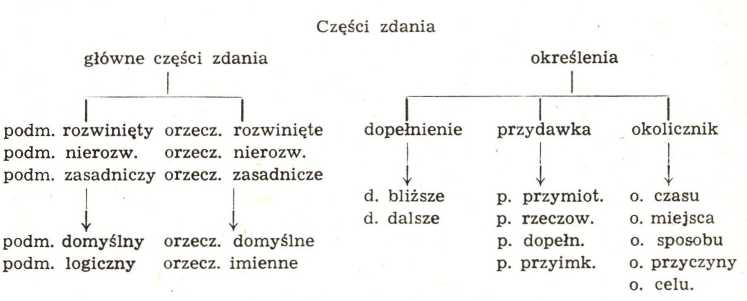 Części zdania
główne części zdania określenia
podm. rozwinięty orzecz. rozwinięte dopełnienie przydawka okolicznik
podm. nierozw. orzecz. nierozw.
podm. zasadniczy orzecz. zasadnicze
d. bliższe p. przymiot. o. czasu
d. dalsze p. rzeczow. o. miejsca
podm. domyślny orzecz. domyślne p. dopełn. o. sposobu
podm. logiczny orzecz. imienne p. przyimk. o. przyczyny
o. celu.